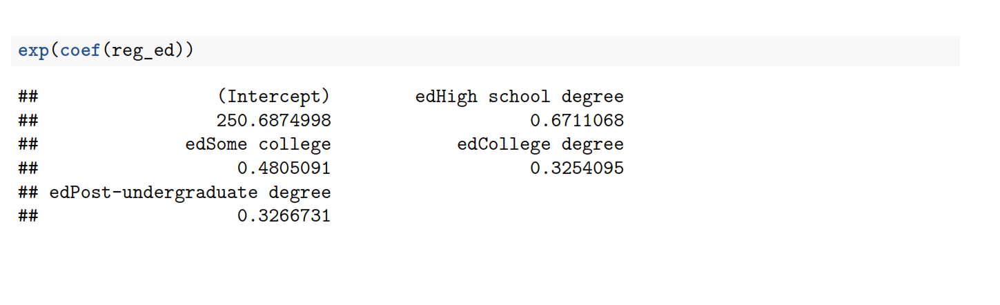 exp(coef(reg_ed))
## (Intercept) edHigh school degree
## 250.6874998 0.6711068
## edSome college edCollege degree
## 0.4805091 0.3254095
## edPost-undergraduate degree
## 0.3266731